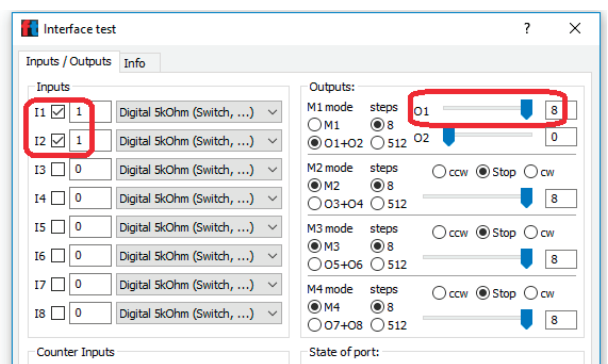 Interface test ? ×
Inputs / Outputs Info
Inputs
I1 1 Digital 5kOhm (Switch, ...)
I2 1 Digital 5kOhm (Switch, ...)
I3 0 Digital 5kOhm (Switch, ...)
I4 0 Digital 5kOhm (Switch, ...)
I5 0 Digital 5kOhm (Switch, ...)
I6 0 Digital 5kOhm (Switch, ...)
I7 0 Digital 5kOhm (Switch, ...)
I8 0 Digital 5kOhm (Switch, ...)
Counter Inputs
Outputs:
M1 mode steps O1 8
M1 8
O1+O2 512 O2 0
M2 mode steps ccw Stop cw
M2 8
O3+O4 512 8
M3 mode steps ccw Stop cw
M3 8
O5+O6 512 8
M4 mode steps ccw Stop cw
M4 8
O7+O8 512 8
State of port: